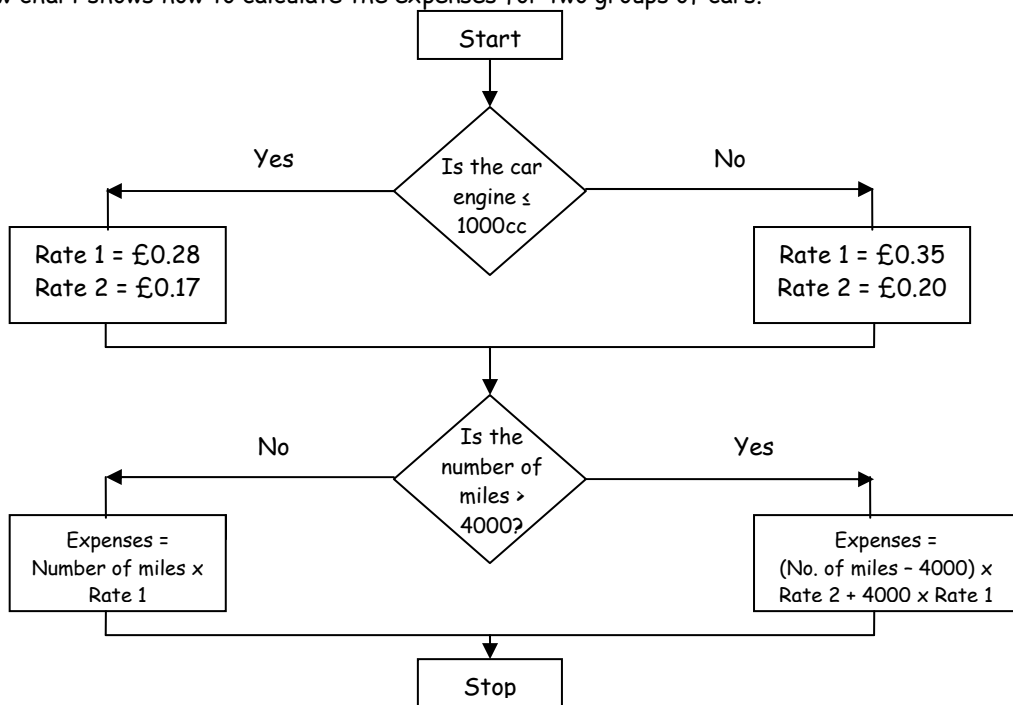 chart shows how to calculate the expenses for two groups of cars.
Start
Yes
No
Is the car
engine ≤
1000cc
Rate 1 = £0.28
Rate 2 = £0.17
Rate 1 = £0.35
Rate 2 = £0.20
No
Yes
Is the
number of
miles >
4000?
Expenses =
Number of miles x
Rate 1
Expenses =
(No. of miles – 4000) x
Rate 2 + 4000 x Rate 1
Stop